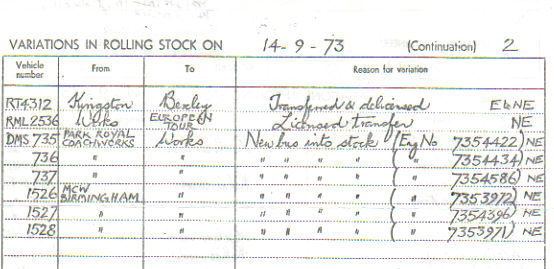 VARIATIONS IN ROLLING STOCK ON 14-9-73 (Continuation) 2
Vehicle number From To Reason for variation
RT4312 Kingston Bexley Transferred & delicensed E&NE
RML2536 Works EUROPEAN TOUR Licensed transfer NE
DMS 735 PARK ROYAL COACHWORKS Works New bus into stock (Eng No 7354422) NE
736 " " " " " " ( " 7354434) NE
737 " " " " " " ( " 7354586) NE
1526 MCW BIRMINGHAM " " " " " ( " 7353972) NE
1527 " " " " " " ( " 7354396) NE
1528 " " " " " " ( " 7353971) NE